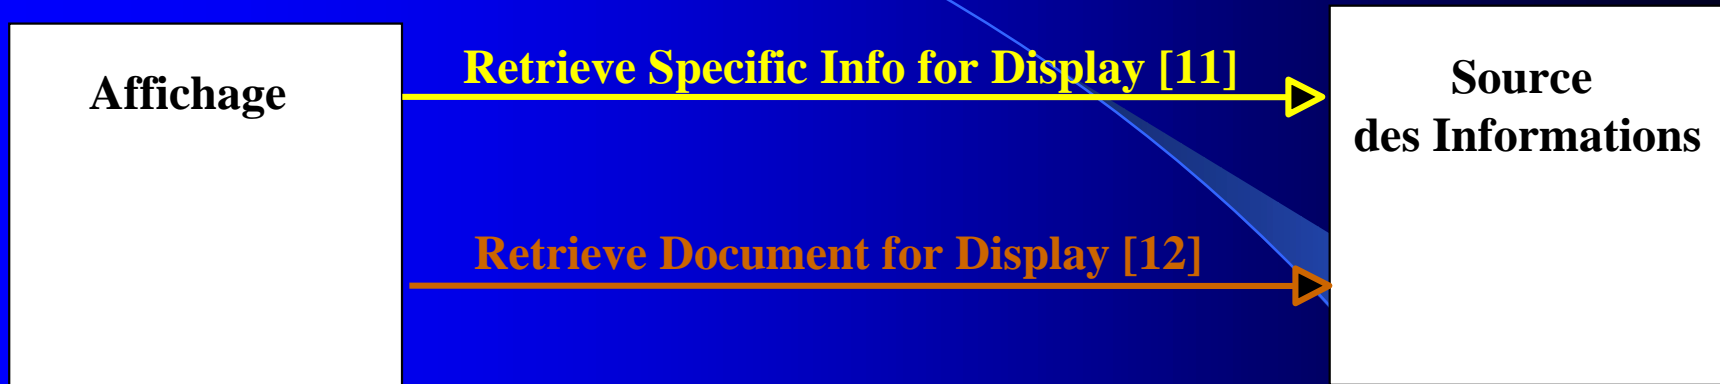 Affichage
Retrieve Specific Info for Display [11]
Source
des Informations
Retrieve Document for Display [12]